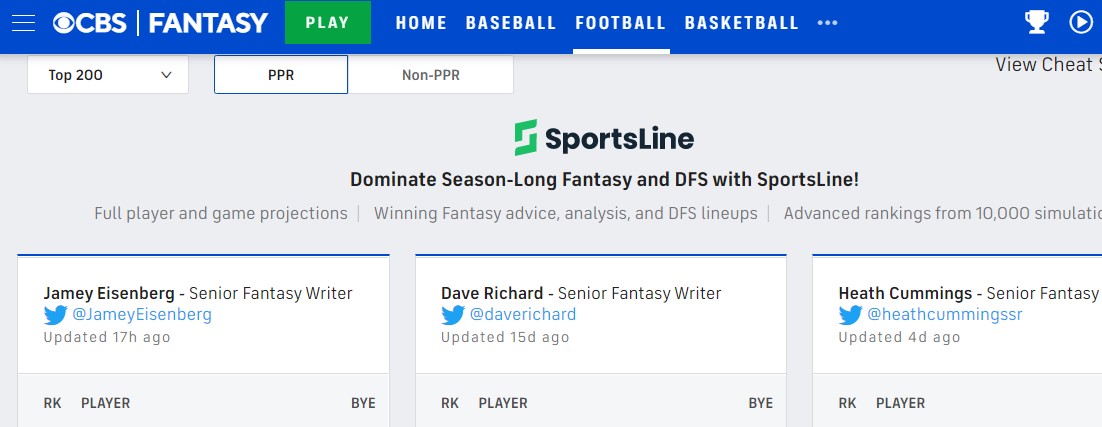 CBS FANTASY PLAY HOME BASEBALL FOOTBALL BASKETBALL •••
Top 200 PPR Non-PPR View Cheat
SportsLine
Dominate Season-Long Fantasy and DFS with SportsLine!
Full player and game projections | Winning Fantasy advice, analysis, and DFS lineups | Advanced rankings from 10,000
Jamey Eisenberg - Senior Fantasy Writer
@JameyEisenberg
Updated 17h ago
RK PLAYER BYE
Dave Richard - Senior Fantasy Writer
@daverichard
Updated 15d ago
RK PLAYER BYE
Heath Cummings - Senior Fantasy
@heathcummingssr
Updated 4d ago
RK PLAYER